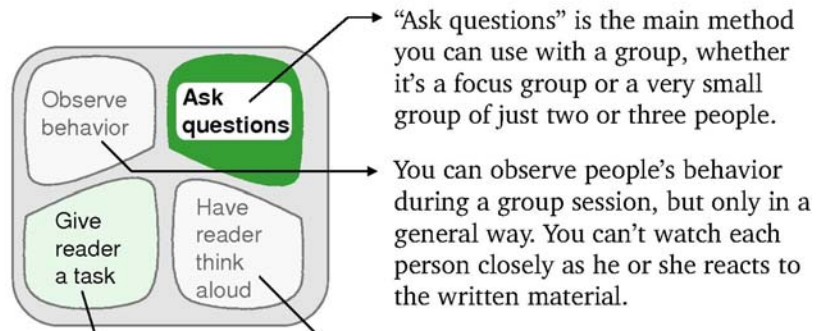 Observe
behavior
Ask
questions
Give
reader
a task
Have
reader
think
aloud
“Ask questions” is the main method
you can use with a group, whether
it’s a focus group or a very small
group of just two or three people.
You can observe people’s behavior
during a group session, but only in a
general way. You can’t watch each
person closely as he or she reacts to
the written material.